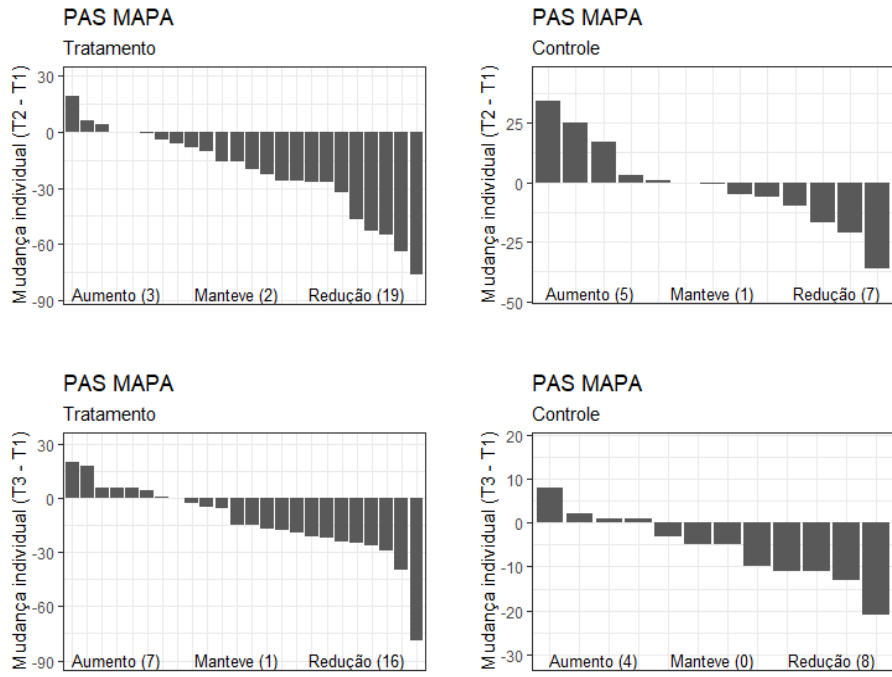 PAS MAPA
Tratamento
Mudança individual (T2 - T1)
30
0
-30
-60
-90
Aumento (3) Manteve (2) Redução (19)
PAS MAPA
Controle
Mudança individual (T2 - T1)
25
0
-25
-50
Aumento (5) Manteve (1) Redução (7)
PAS MAPA
Tratamento
Mudança individual (T3 - T1)
30
0
-30
-60
-90
Aumento (7) Manteve (1) Redução (16)
PAS MAPA
Controle
Mudança individual (T3 - T1)
20
10
0
-10
-20
-30
Aumento (4) Manteve (0) Redução (8)